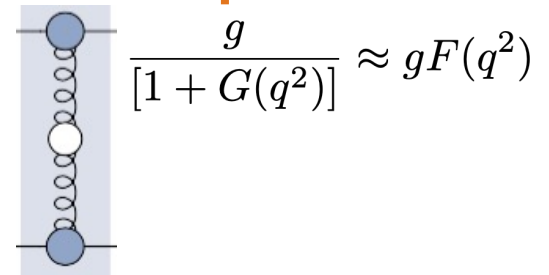 g / [1 + G(q²)] ≈ gF(q²)